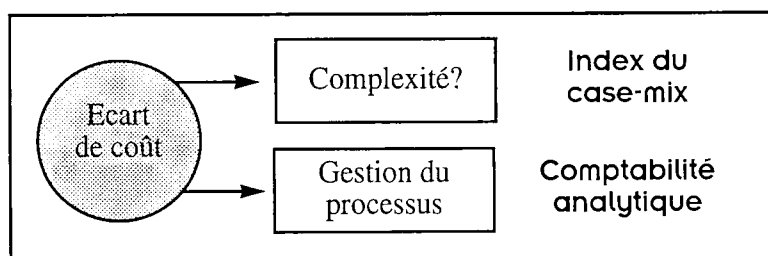 Ecart
de coût
Complexité?
Index du
case-mix
Gestion du
processus
Comptabilité
analytique